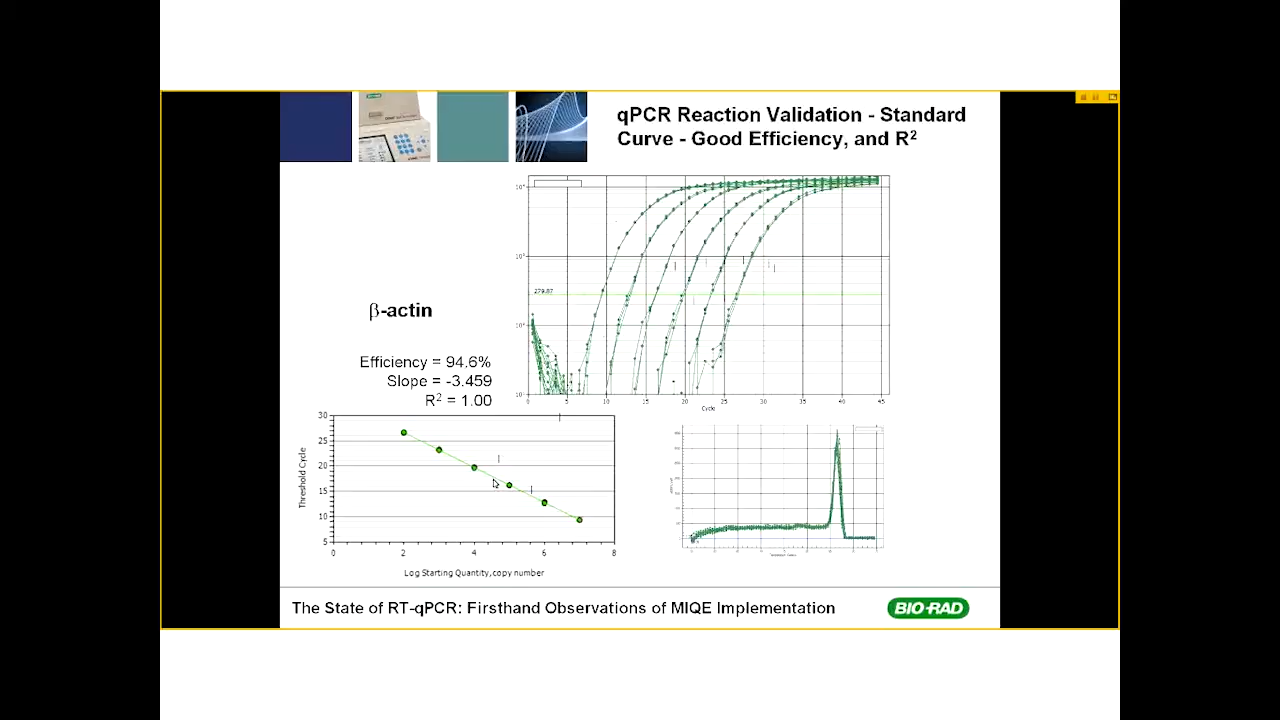 qPCR Reaction Validation - Standard
Curve - Good Efficiency, and R²
279.87
0 5 10 15 20 25 30 35 40 45
Cycle
β-actin
Efficiency = 94.6%
Slope = -3.459
R² = 1.00
30
25
20
15
10
5
Threshold Cycle
0 2 4 6 8
Log Starting Quantity, copy number
The State of RT-qPCR: Firsthand Observations of MIQE Implementation
BIO-RAD